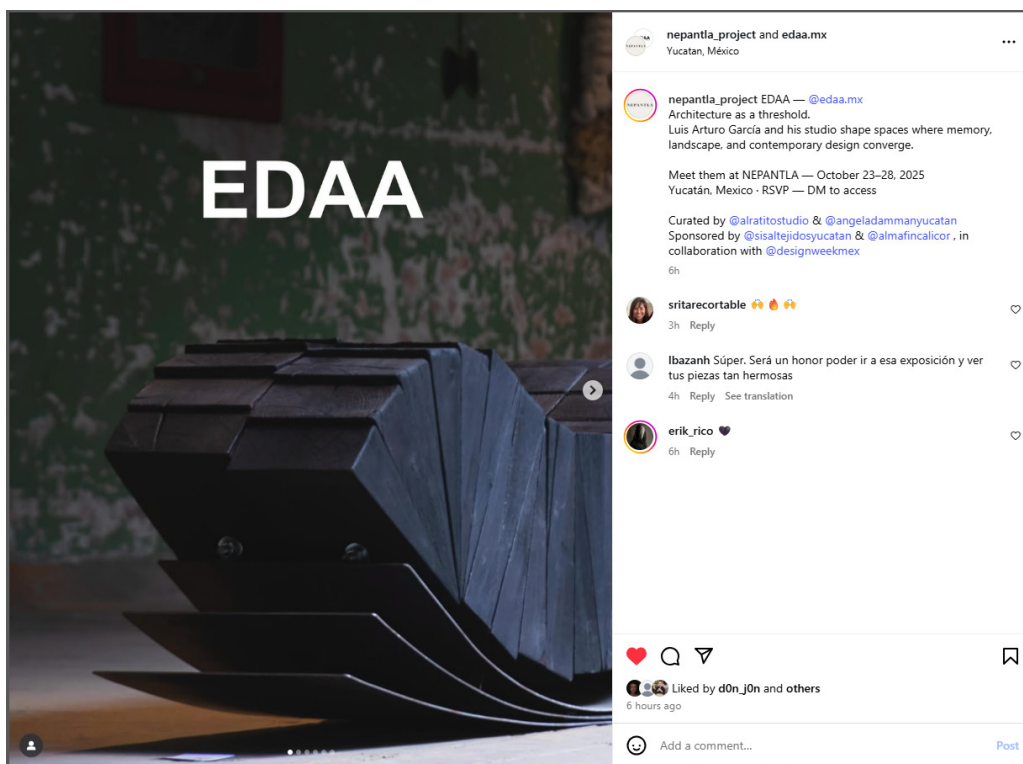 EDAA
nepantla_project and edaa.mx
Yucatan, México
NEPANTLA
nepantla_project EDAA — @edaa.mx
Architecture as a threshold.
Luis Arturo García and his studio shape spaces where memory,
landscape, and contemporary design converge.
Meet them at NEPANTLA — October 23–28, 2025
Yucatán, Mexico · RSVP — DM to access
Curated by @alratitostudio & @angeladammanyucatan
Sponsored by @sisaltejidosyucatan & @almafincalicor , in
collaboration with @designweekmex
6h
sritarecortable 🙌 🔥 🙌
3h Reply
lbazanh Súper. Será un honor poder ir a esa exposición y ver
tus piezas tan hermosas
4h Reply See translation
erik_rico 🖤
6h Reply
Liked by d0n_j0n and others
6 hours ago
Add a comment...
Post